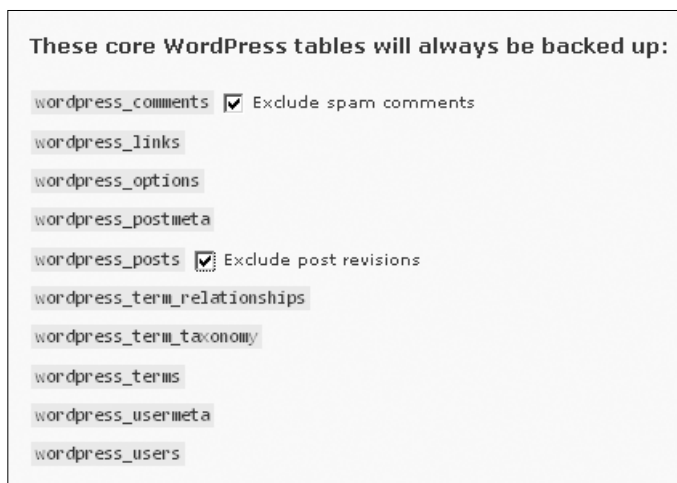 These core WordPress tables will always be backed up:
wordpress_comments Exclude spam comments
wordpress_links
wordpress_options
wordpress_postmeta
wordpress_posts Exclude post revisions
wordpress_term_relationships
wordpress_term_taxonomy
wordpress_terms
wordpress_usermeta
wordpress_users